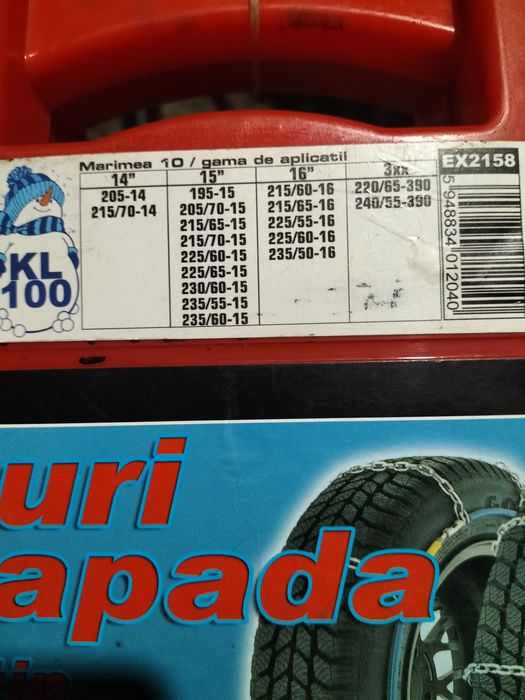 Marimea 10 / gama de aplicatii
EX2158
14" 15" 16" 3xx
205-14 195-15 215/60-16 220/65-390
215/70-14 205/70-15 215/65-16 240/55-390
215/65-15 225/55-16
215/70-15 225/60-16
225/60-15 235/50-16
225/65-15
230/60-15
235/55-15
235/60-15
KL
100
5 948834 012040
uri
apada